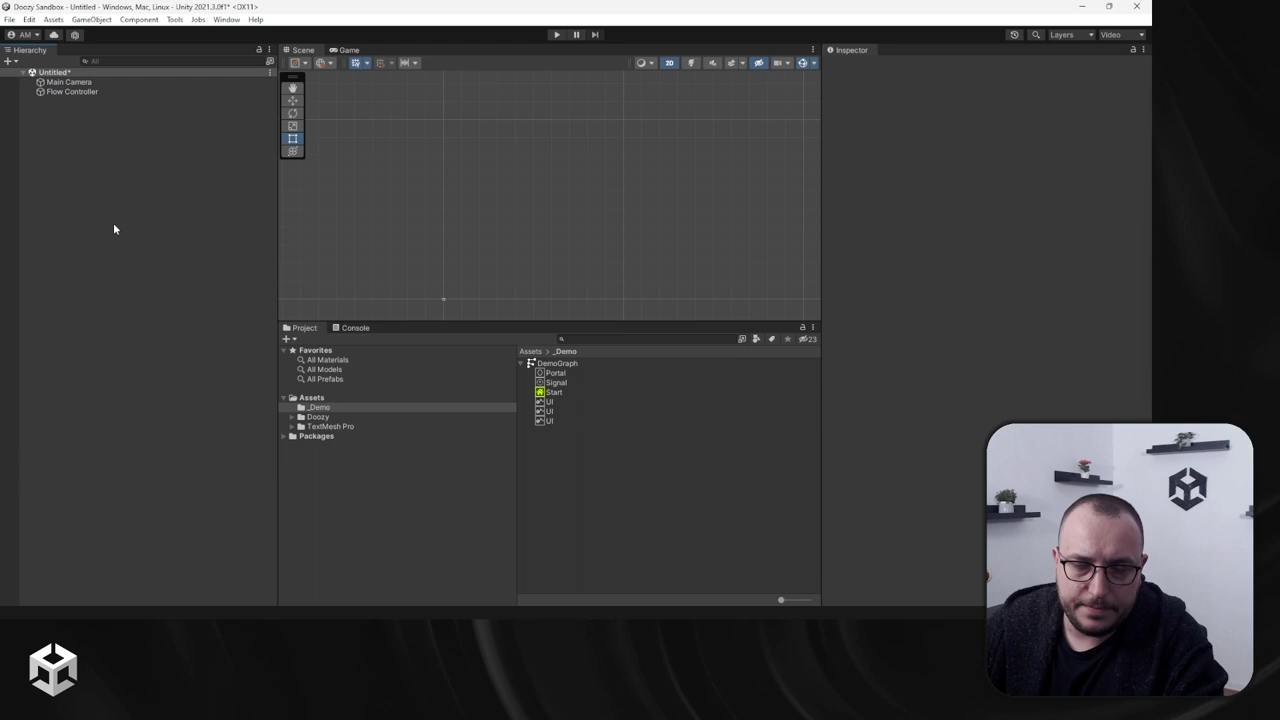 Doozy Sandbox - Untitled - Windows, Mac, Linux - Unity 2021.3.0f1* <DX11>
File Edit Assets GameObject Component Tools Jobs Window Help
AM Layers Video
Hierarchy
All
Untitled*
Main Camera
Flow Controller
Scene Game
2D
Inspector
Project Console
23
Favorites
All Materials
All Models
All Prefabs
Assets
_Demo
Doozy
TextMesh Pro
Packages
Assets > _Demo
DemoGraph
Portal
Signal
Start
UI
UI
UI